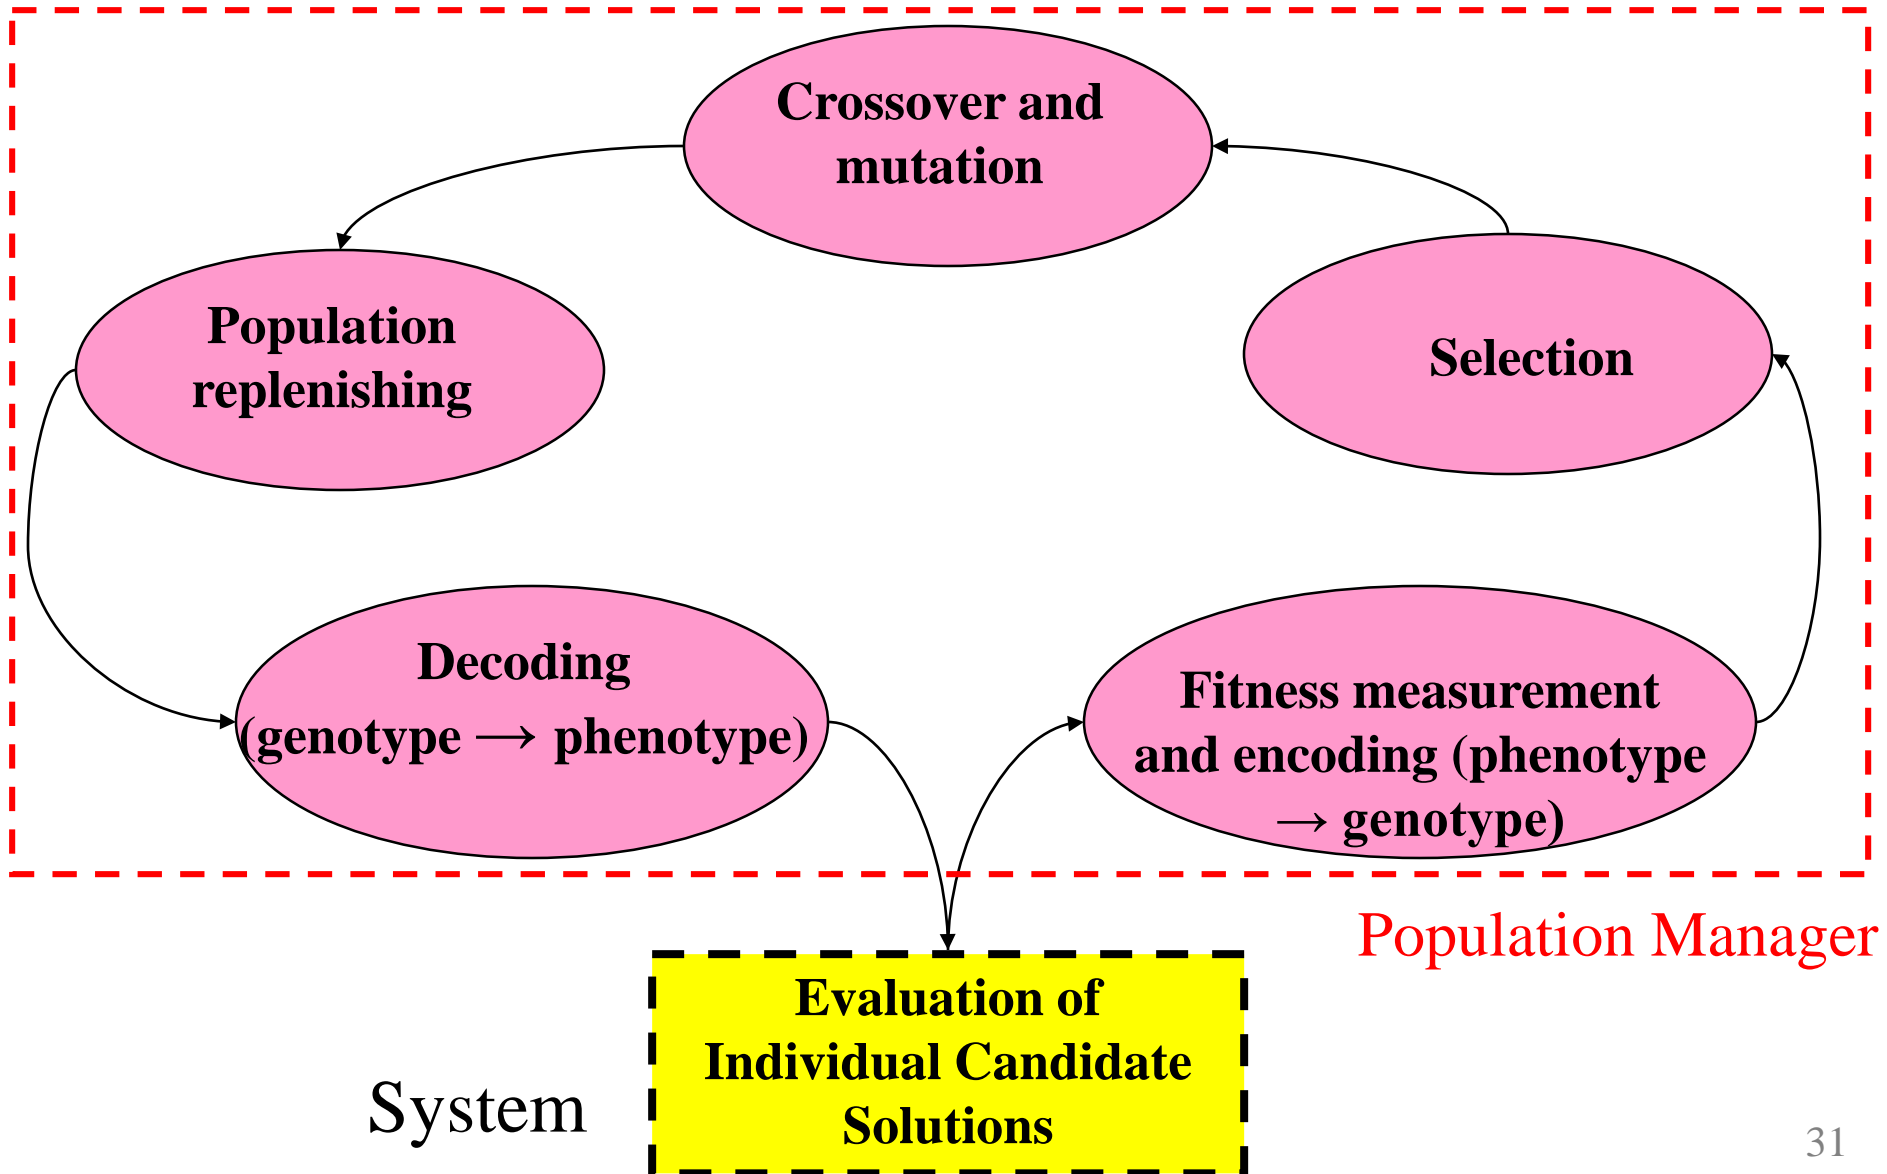 Crossover and
mutation
Population
replenishing
Selection
Decoding
(genotype → phenotype)
Fitness measurement
and encoding (phenotype
→ genotype)
Population Manager
Evaluation of
Individual Candidate
Solutions
System
31